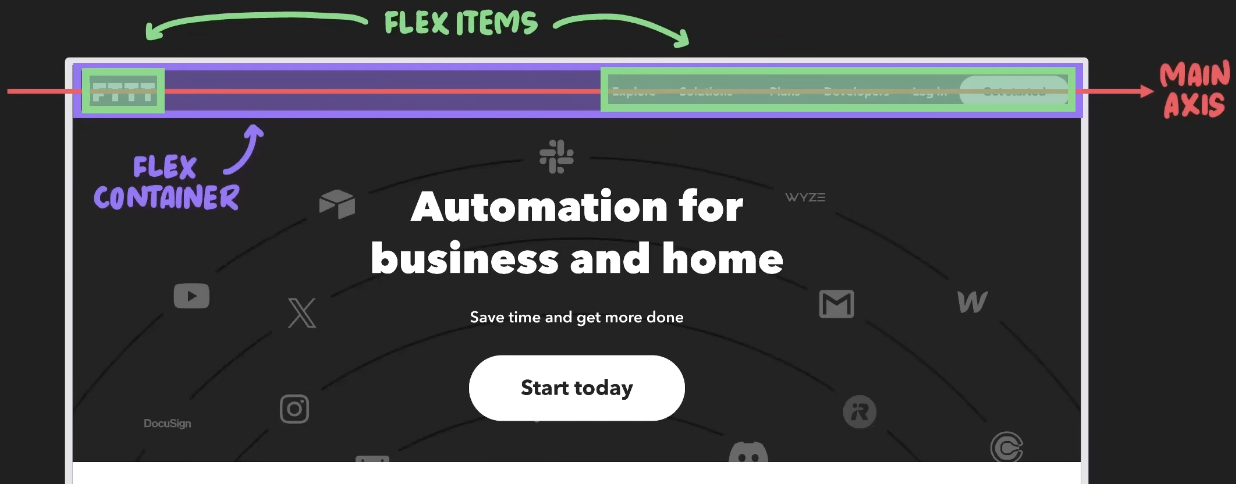 FLEX ITEMS
MAIN
AXIS
IFTTT
Explore Solutions Plans Developers Log in Get started
FLEX
CONTAINER
WYZE
Automation for
business and home
Save time and get more done
Start today
DocuSign